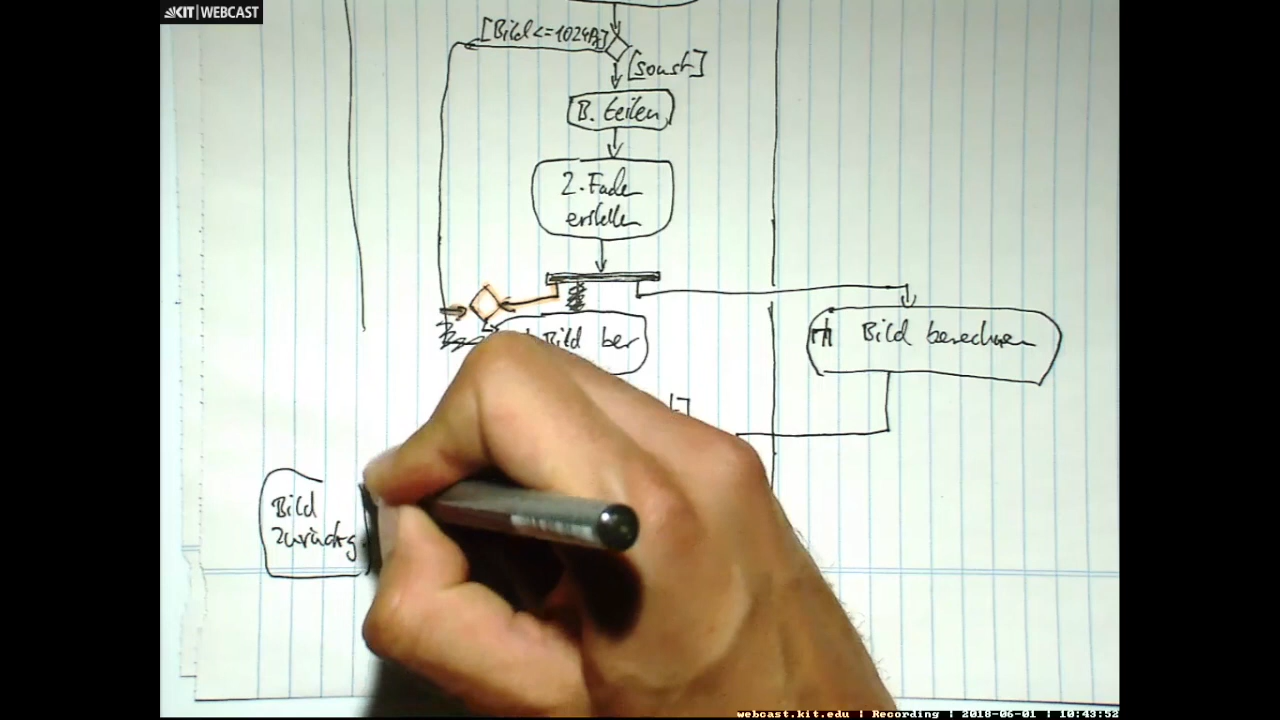 KIT WEBCAST
[Bild <= 1024Px]
[sonst]
B. teilen
2. Faden
erstellen
Bild ber
Bild berechnen
t]
Bild
zurückg.
webcast.kit.edu | Recording | 2018-06-01 | 10:43:52